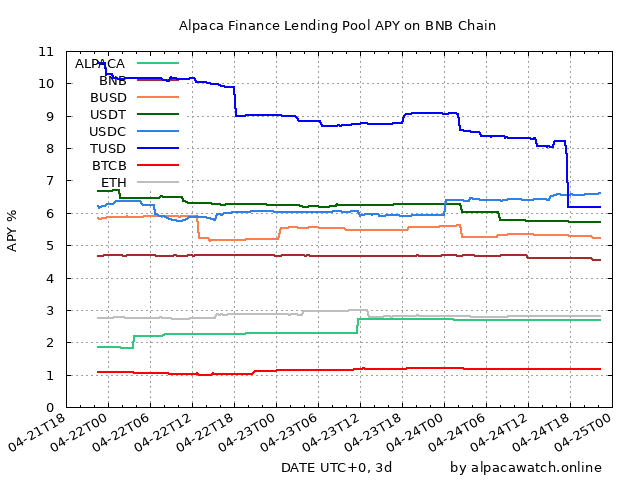 Alpaca Finance Lending Pool APY on BNB Chain
APY %
11
10
9
8
7
6
5
4
3
2
1
0
ALPACA
BNB
BUSD
USDT
USDC
TUSD
BTCB
ETH
04-21T18
04-22T00
04-22T06
04-22T12
04-22T18
04-23T00
04-23T06
04-23T12
04-23T18
04-24T00
04-24T06
04-24T12
04-24T18
04-25T00
DATE UTC+0, 3d
by alpacawatch.online